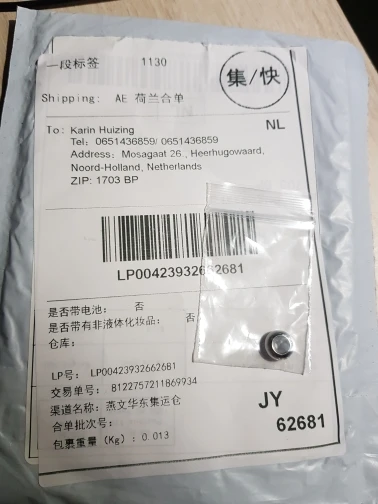 一段标签 1130
集/快
Shipping: AE 荷兰合单
To: Karin Huizing NL
Tel: 0651436859/ 0651436859
Address: Mosagaat 26 , Heerhugowaard,
Noord-Holland, Netherlands
ZIP: 1703 BP
LP00423932662681
是否带电池: 否
是否带有非液体化妆品: 否
仓库:
LP号: LP00423932662681
交易单号: 8122757211869934
渠道名称: 燕文华东集运仓
合单批次号:
包裹重量 (Kg): 0.013
JY
62681